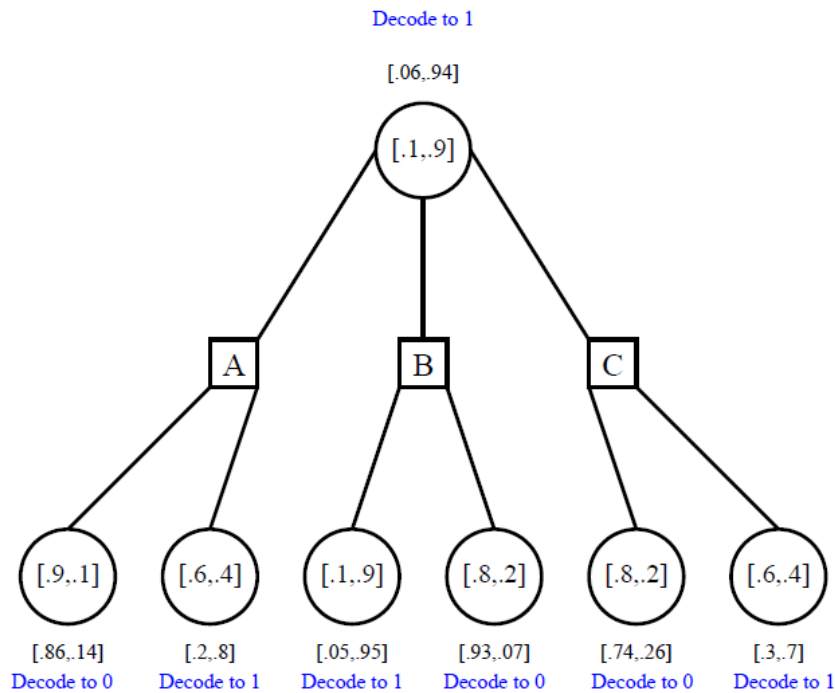 Decode to 1
[.06,.94]
[.1,.9]
A B C
[.9,.1] [.6,.4] [.1,.9] [.8,.2] [.8,.2] [.6,.4]
[.86,.14] [.2,.8] [.05,.95] [.93,.07] [.74,.26] [.3,.7]
Decode to 0 Decode to 1 Decode to 1 Decode to 0 Decode to 0 Decode to 1